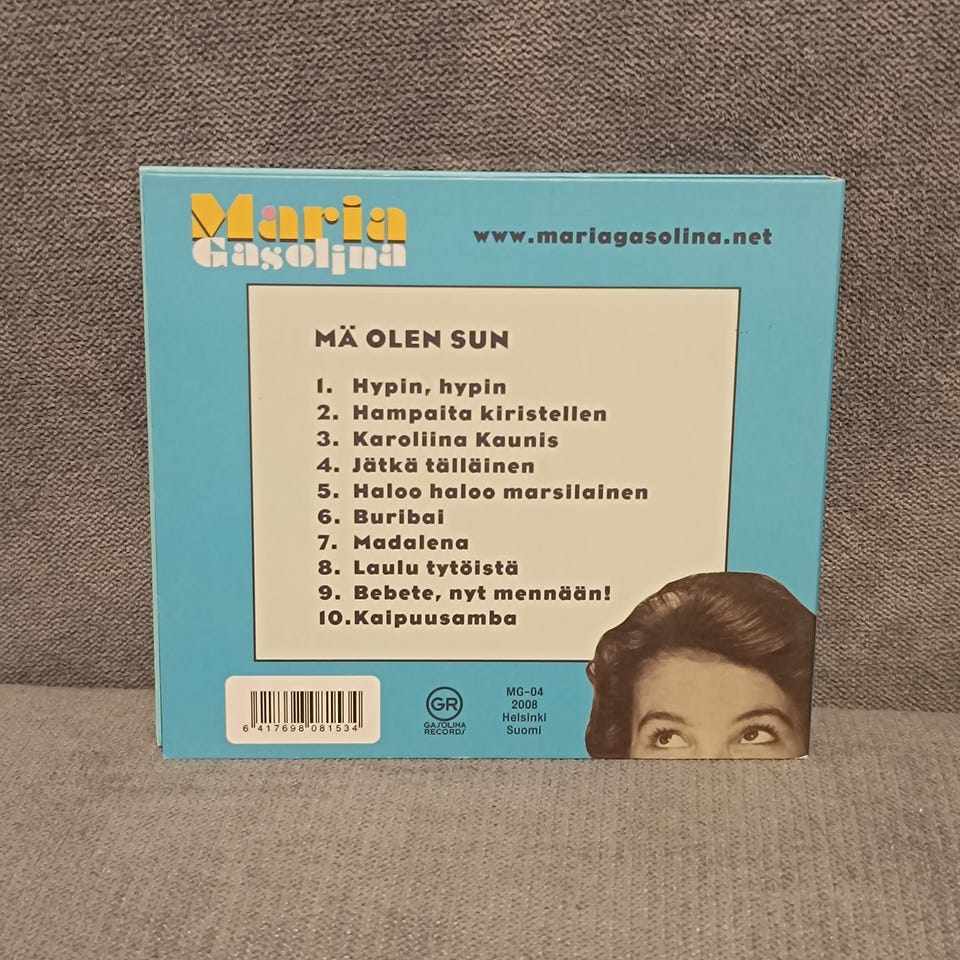 Maria
Gasolina
www.mariagasolina.net
MÄ OLEN SUN
1. Hypin, hypin
2. Hampaita kiristellen
3. Karoliina Kaunis
4. Jätkä tälläinen
5. Haloo haloo marsilainen
6. Buribai
7. Madalena
8. Laulu tytöistä
9. Bebete, nyt mennään!
10. Kaipuusamba
6 417698 081534
GR
GASOLINA
RECORDS
MG-04
2008
Helsinki
Suomi